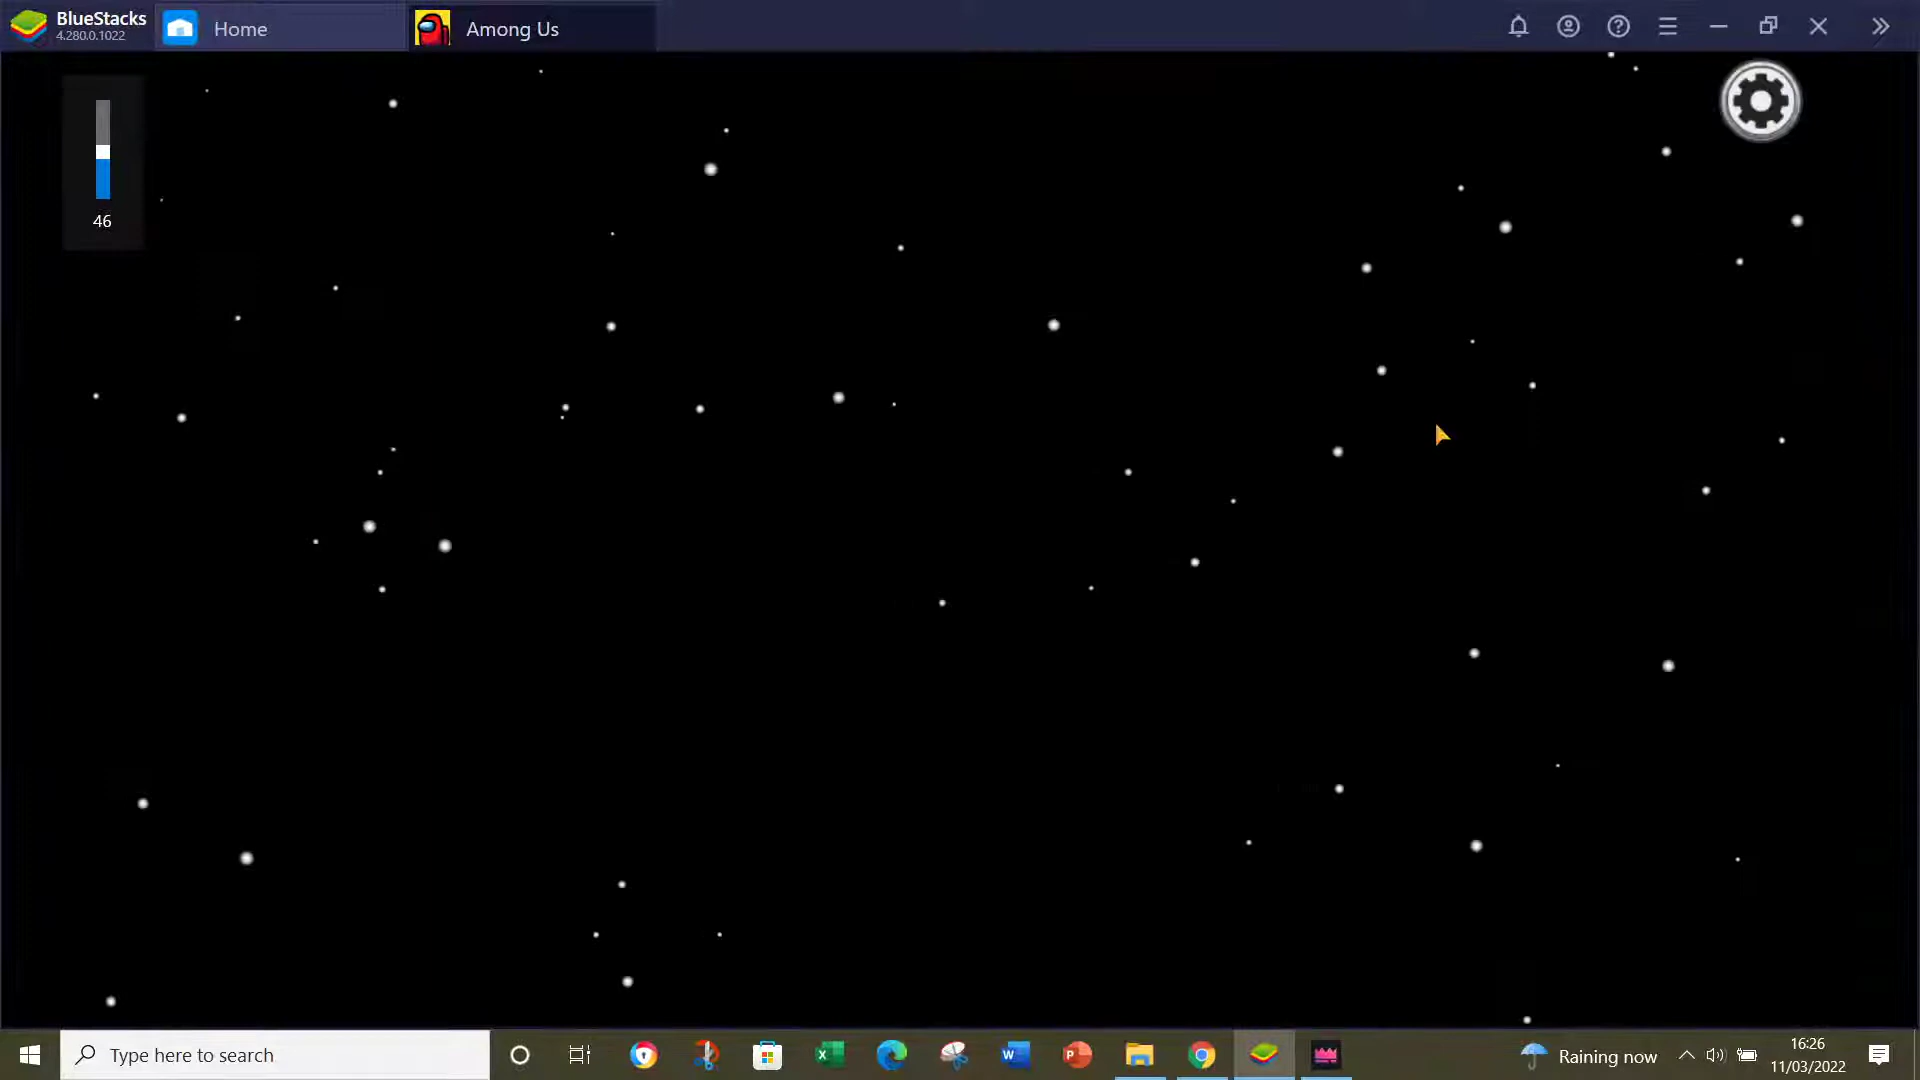 BlueStacks
4.280.0.1022
Home
Among Us
46
Type here to search
Raining now
16:26
11/03/2022